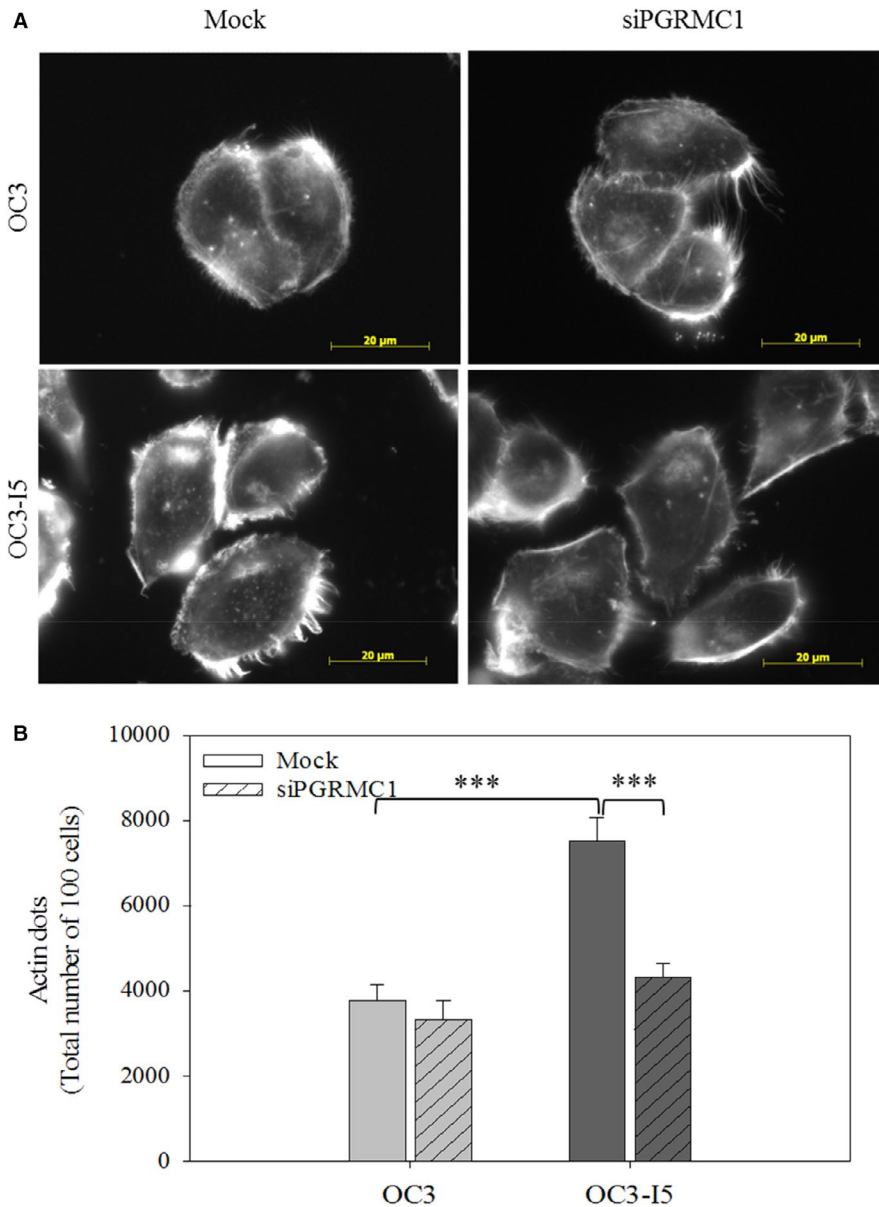 A
Mock
siPGRMC1
OC3
20 μm
20 μm
OC3-I5
20 μm
20 μm
B
Actin dots
(Total number of 100 cells)
10000
8000
6000
4000
2000
0
Mock
siPGRMC1
***
***
OC3
OC3-I5